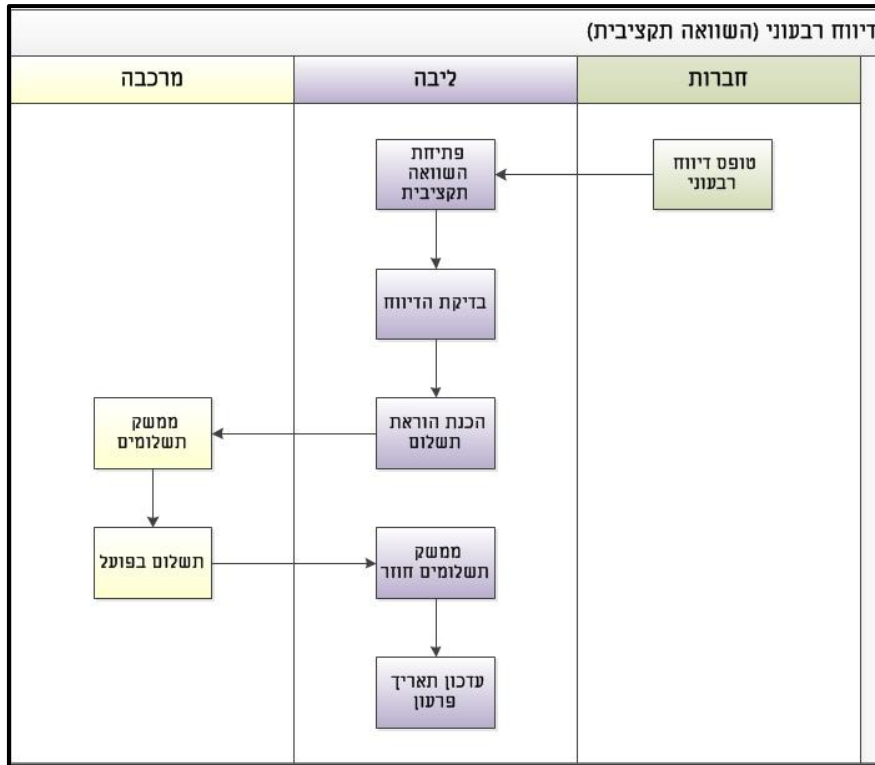 דיווח רבעוני (השוואה תקציבית)
חברות
ליבה
מרכבה
טופס דיווח
רבעוני
פתיחת
השוואה
תקציבית
בדיקת הדיווח
הכנת הוראת
תשלום
ממשק
תשלומים
תשלום בפועל
ממשק
תשלומים חוזר
עדכון תאריך
פרעון